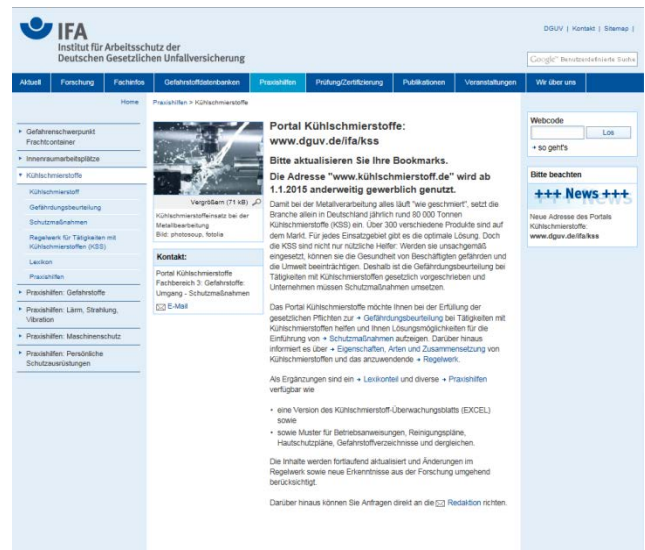 IFA
Institut für Arbeitsschutz der
Deutschen Gesetzlichen Unfallversicherung
DGUV | Kontakt | Sitemap |
Google™ Benutzerdefinierte Suche
Aktuell Forschung Fachinfos Gefahrstoffdatenbanken Praxishilfen Prüfung/Zertifizierung Publikationen Veranstaltungen Wir über uns
Home
Gefahrenschwerpunkt
Frachtcontainer
Innenraumarbeitsplätze
Kühlschmierstoffe
Kühlschmierstoff
Gefährdungsbeurteilung
Schutzmaßnahmen
Regelwerk für Tätigkeiten mit
Kühlschmierstoffen (KSS)
Lexikon
Praxishilfen
Praxishilfen: Gefahrstoffe
Praxishilfen: Lärm, Strahlung,
Vibration
Praxishilfen: Maschinenschutz
Praxishilfen: Persönliche
Schutzausrüstungen
Praxishilfen > Kühlschmierstoffe
Vergrößern (71 kB)
Kühlschmierstoffeinsatz bei der
Metallbearbeitung
Bild: photosoup, fotolia
Kontakt:
Portal Kühlschmierstoffe
Fachbereich 3: Gefahrstoffe:
Umgang - Schutzmaßnahmen
E-Mail
Portal Kühlschmierstoffe:
www.dguv.de/ifa/kss
Bitte aktualisieren Sie Ihre Bookmarks.
Die Adresse "www.kühlschmierstoff.de" wird ab
1.1.2015 anderweitig gewerblich genutzt.
Damit bei der Metallverarbeitung alles läuft "wie geschmiert", setzt die
Branche allein in Deutschland jährlich rund 80 000 Tonnen
Kühlschmierstoffe (KSS) ein. Über 300 verschiedene Produkte sind auf
dem Markt. Für jedes Einsatzgebiet gibt es die optimale Lösung. Doch
die KSS sind nicht nur nützliche Helfer: Werden sie unsachgemäß
eingesetzt, können sie die Gesundheit von Beschäftigten gefährden und
die Umwelt beeinträchtigen. Deshalb ist die Gefährdungsbeurteilung bei
Tätigkeiten mit Kühlschmierstoffen gesetzlich vorgeschrieben und
Unternehmen müssen Schutzmaßnahmen umsetzen.
Das Portal Kühlschmierstoffe möchte Ihnen bei der Erfüllung der
gesetzlichen Pflichten zur Gefährdungsbeurteilung bei Tätigkeiten mit
Kühlschmierstoffen helfen und Ihnen Lösungsmöglichkeiten für die
Einführung von Schutzmaßnahmen aufzeigen. Darüber hinaus
informiert es über Eigenschaften, Arten und Zusammensetzung von
Kühlschmierstoffen und das anzuwendende Regelwerk.
Als Ergänzungen sind ein Lexikonteil und diverse Praxishilfen
verfügbar wie
• eine Version des Kühlschmierstoff-Überwachungsblatts (EXCEL)
sowie
• sowie Muster für Betriebsanweisungen, Reinigungspläne,
Hautschutzpläne, Gefahrstoffverzeichnisse und dergleichen.
Die Inhalte werden fortlaufend aktualisiert und Änderungen im
Regelwerk sowie neue Erkenntnisse aus der Forschung umgehend
berücksichtigt.
Darüber hinaus können Sie Anfragen direkt an die Redaktion richten.
Webcode
Los
so geht's
Bitte beachten
+++ News +++
Neue Adresse des Portals
Kühlschmierstoffe:
www.dguv.de/ifa/kss